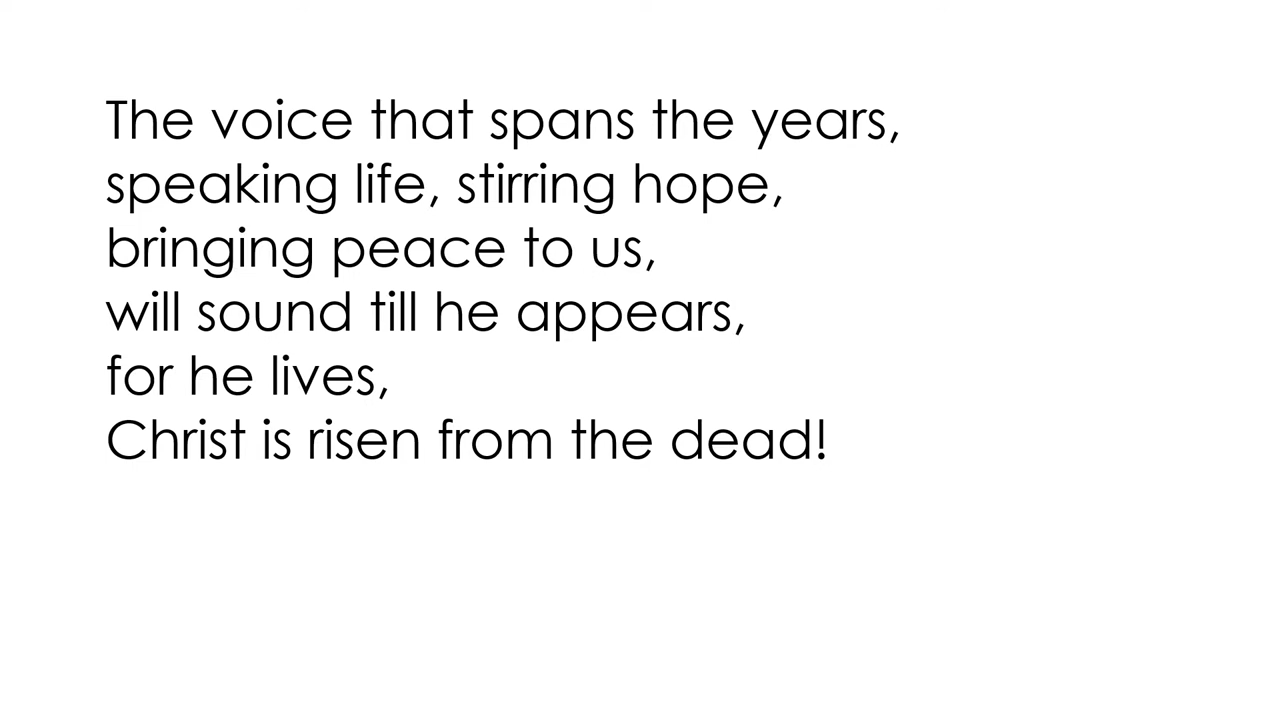 The voice that spans the years,
speaking life, stirring hope,
bringing peace to us,
will sound till he appears,
for he lives,
Christ is risen from the dead!